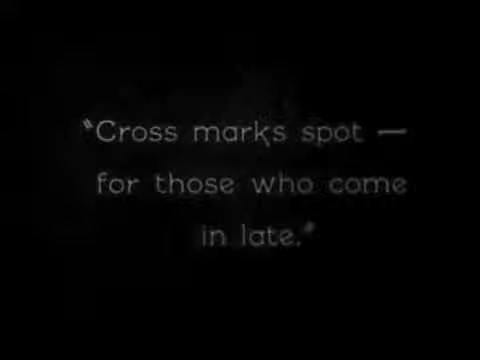 "Cross marks spot —
for those who come
in late."